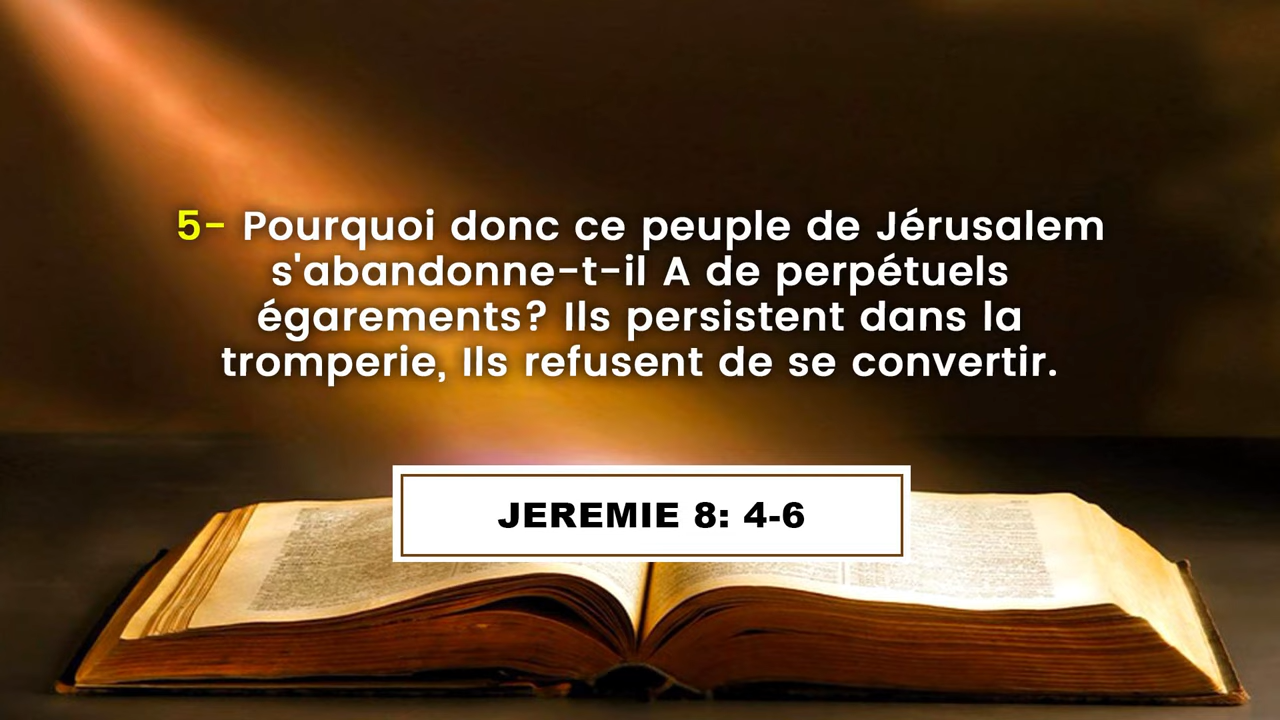 5- Pourquoi donc ce peuple de Jérusalem
s'abandonne-t-il A de perpétuels
égarements? Ils persistent dans la
tromperie, Ils refusent de se convertir.
JEREMIE 8: 4-6